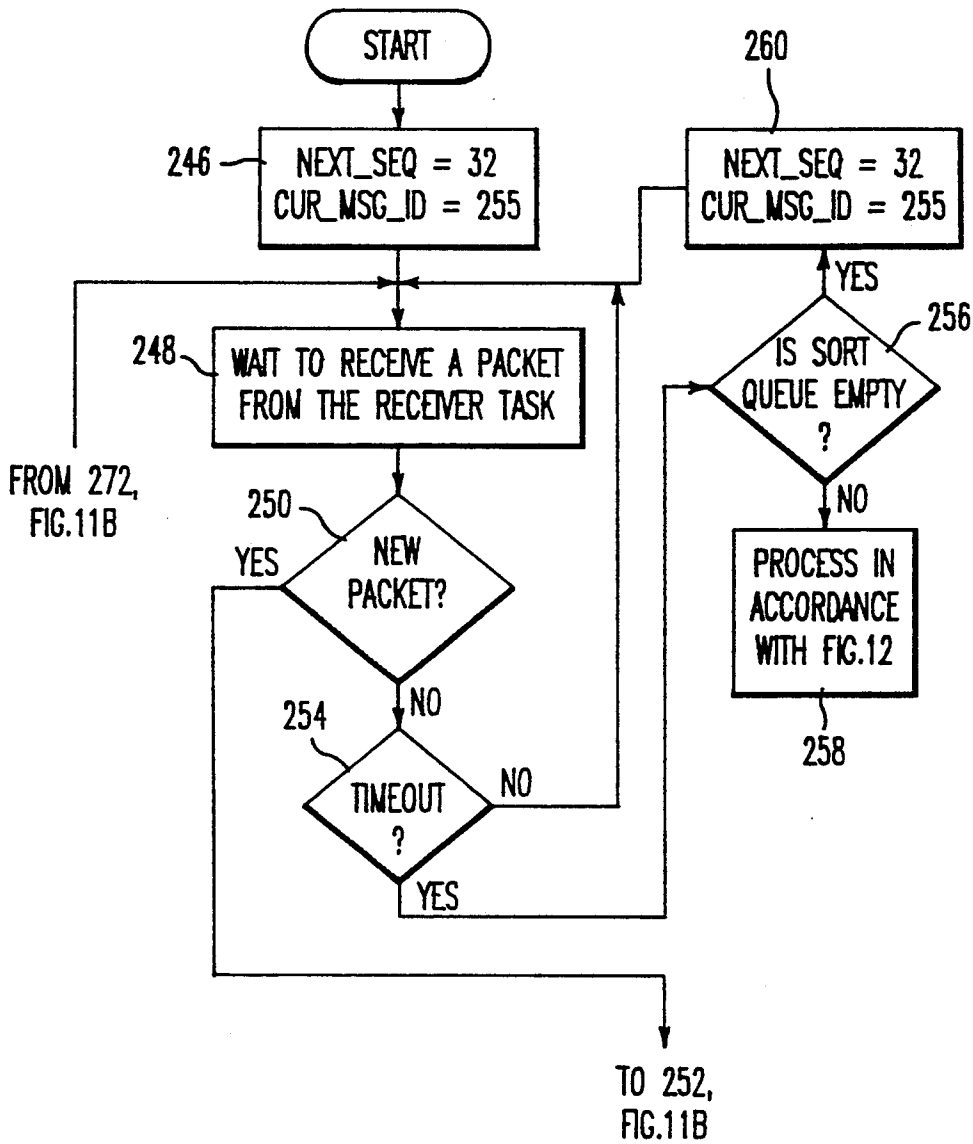 START
246
NEXT_SEQ = 32
CUR_MSG_ID = 255
260
NEXT_SEQ = 32
CUR_MSG_ID = 255
248
WAIT TO RECEIVE A PACKET
FROM THE RECEIVER TASK
YES
256
IS SORT
QUEUE EMPTY
?
NO
FROM 272,
FIG.11B
250
NEW
PACKET?
YES
NO
PROCESS IN
ACCORDANCE
WITH FIG.12
258
254
TIMEOUT
?
NO
YES
TO 252,
FIG.11B